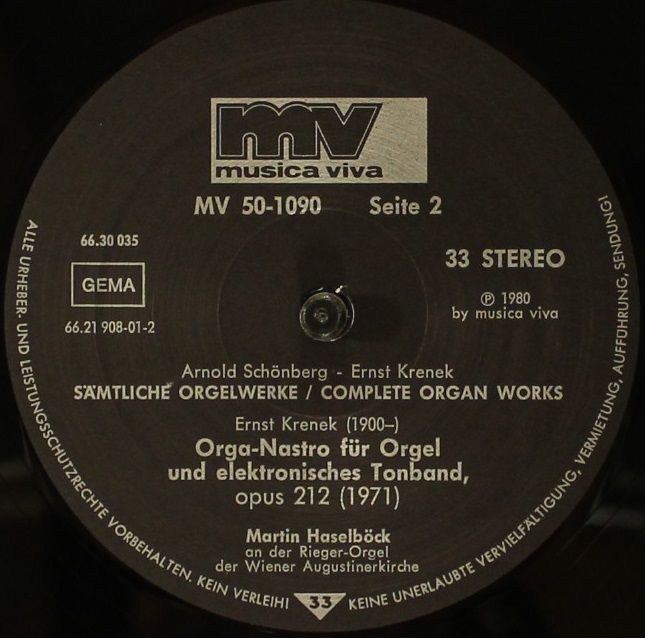 mv
musica viva
MV 50-1090 Seite 2
66.30 035
GEMA
66.21 908-01-2
33 STEREO
℗ 1980
by musica viva
Arnold Schönberg - Ernst Krenek
SÄMTLICHE ORGELWERKE / COMPLETE ORGAN WORKS
Ernst Krenek (1900–)
Orga-Nastro für Orgel
und elektronisches Tonband,
opus 212 (1971)
Martin Haselböck
an der Rieger-Orgel
der Wiener Augustinerkirche
ALLE URHEBER. UND LEISTUNGSSCHUTZRECHTE VORBEHALTEN. KEIN VERLEIH! 33 KEINE UNERLAUBTE VERVIELFÄLTIGUNG, VERMIETUNG, AUFFÜHRUNG, SENDUNG!